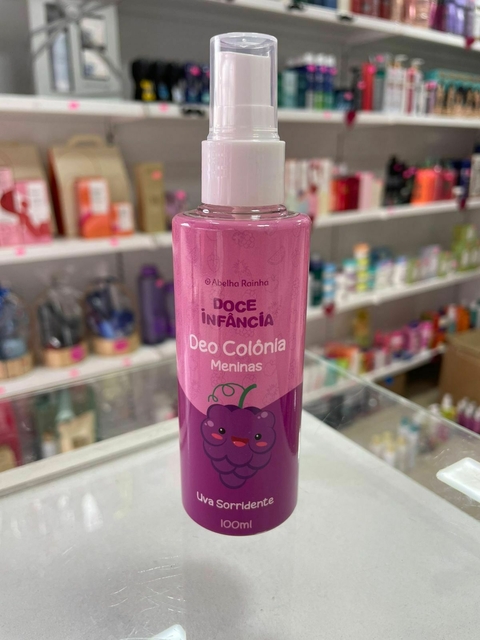 @Abelha Rainha
DOCE
INFÂNCIA
Deo Colônia
Meninas
Uva Sorridente
100ml